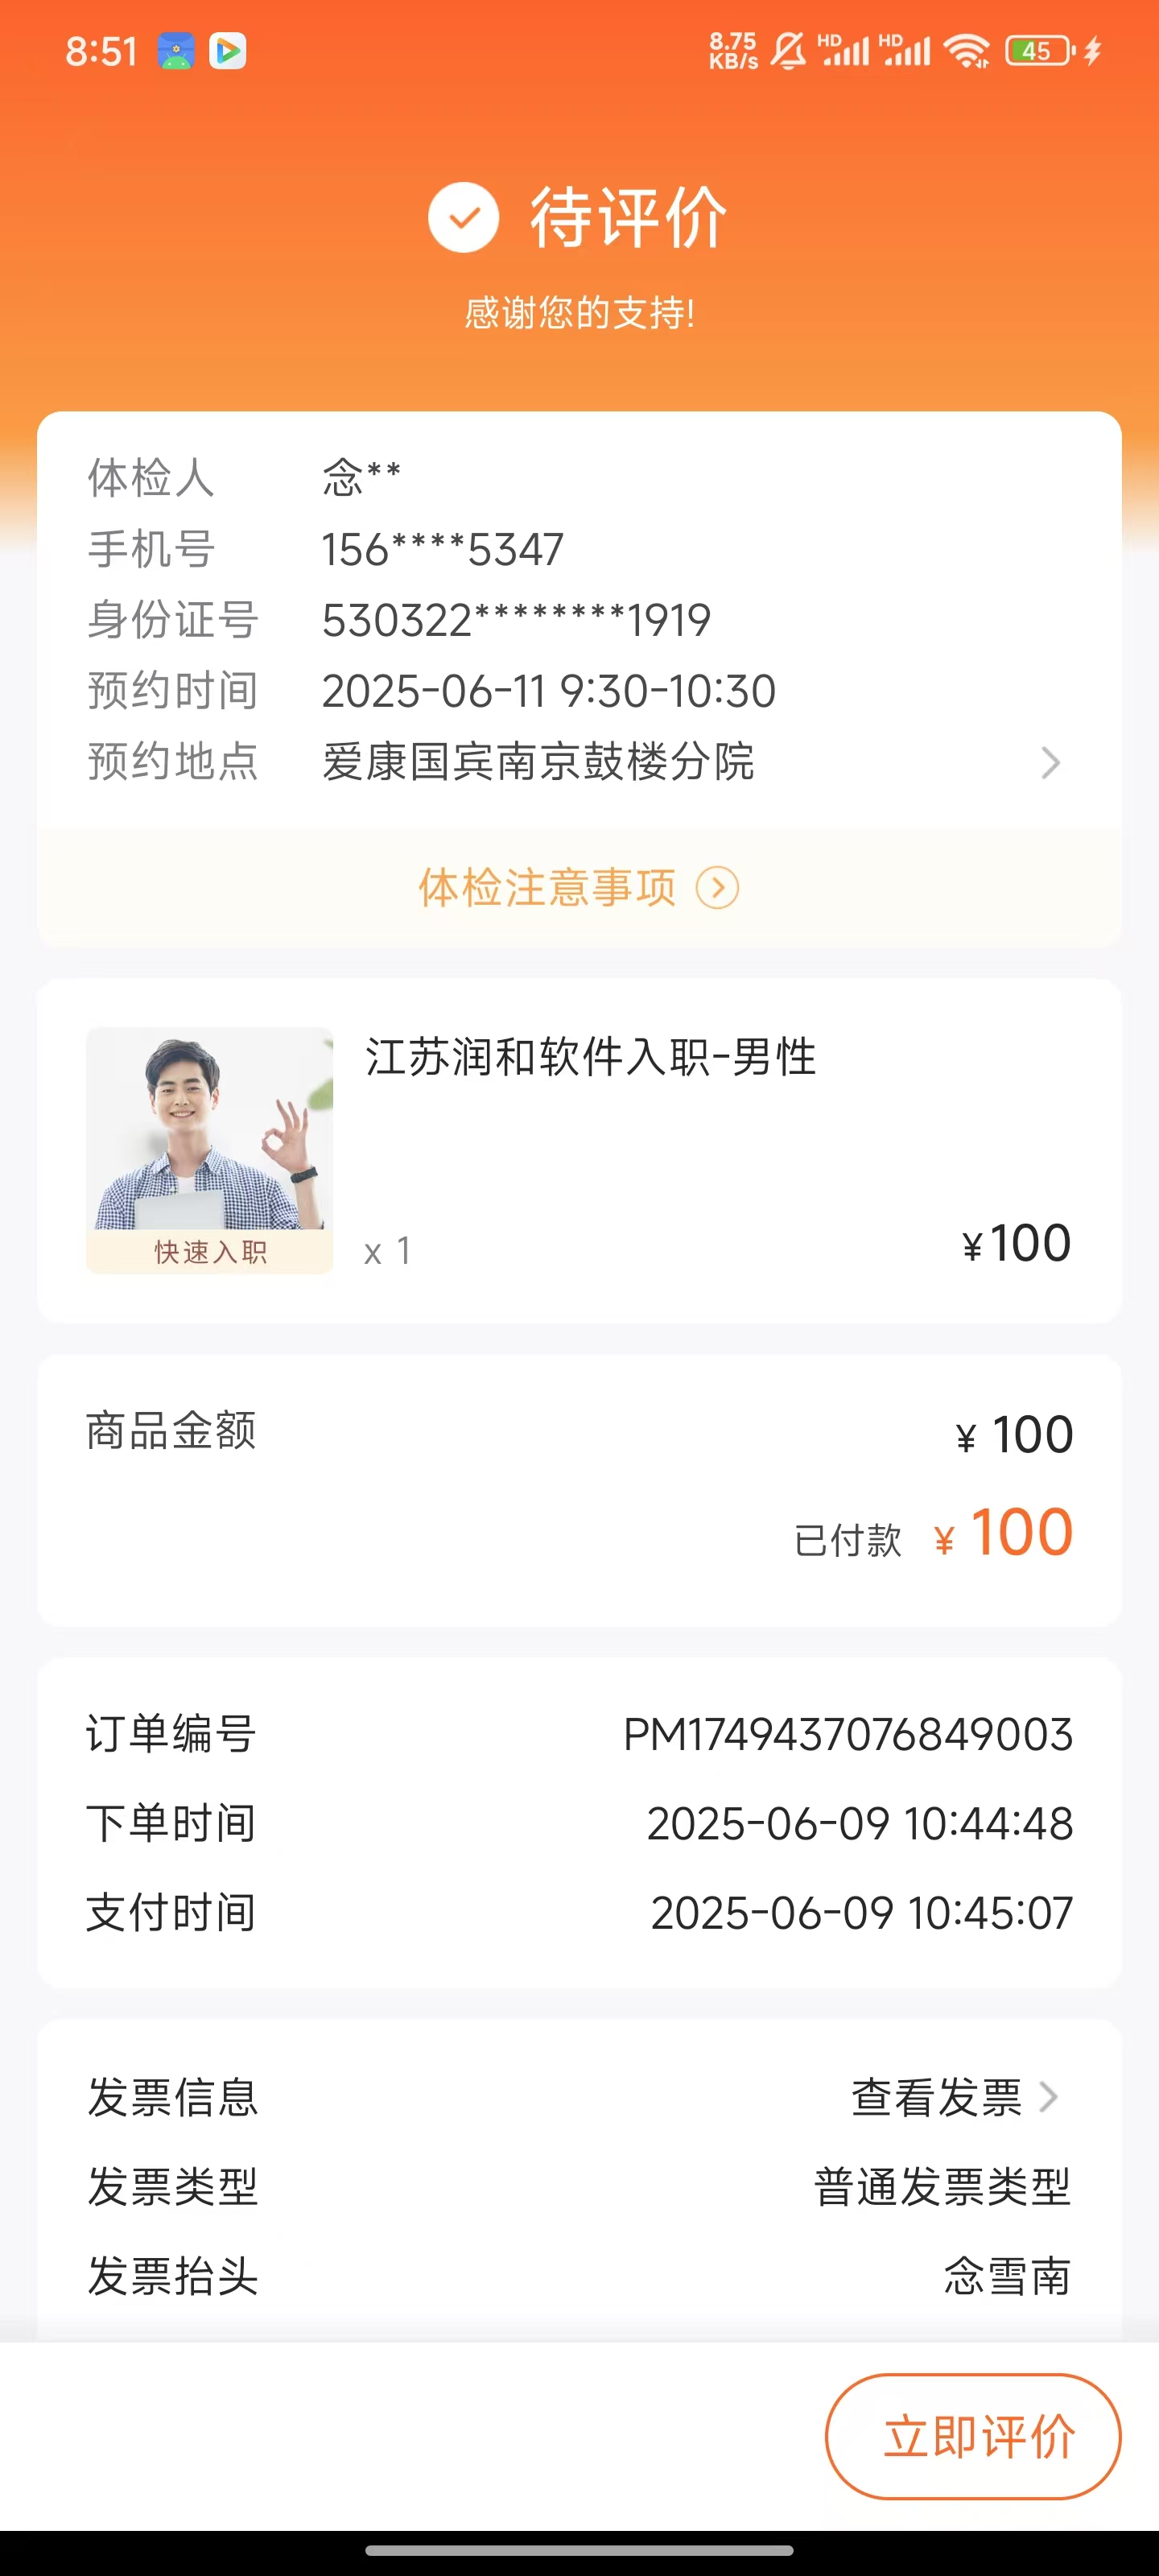 8:51
8.75
KB/s
HD
HD
45
待评价
感谢您的支持!
体检人 念**
手机号 156****5347
身份证号 530322********1919
预约时间 2025-06-11 9:30-10:30
预约地点 爱康国宾南京鼓楼分院
体检注意事项
江苏润和软件入职-男性
快速入职
x 1
¥100
商品金额 ¥ 100
已付款 ¥ 100
订单编号 PM1749437076849003
下单时间 2025-06-09 10:44:48
支付时间 2025-06-09 10:45:07
发票信息 查看发票
发票类型 普通发票类型
发票抬头 念雪南
立即评价